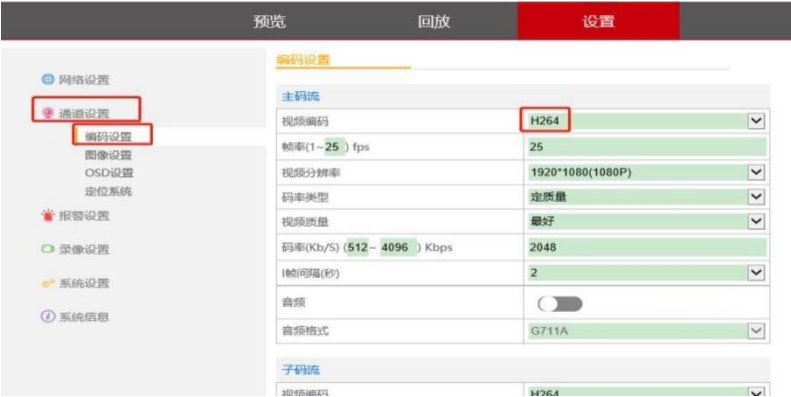 预览 回放 设置
网络设置
通道设置
编码设置
图像设置
OSD设置
定位系统
报警设置
录像设置
系统设置
系统信息
编码设置
主码流
视频编码 H264
帧率(1~25 ) fps 25
视频分辨率 1920*1080(1080P)
码率类型 定质量
视频质量 最好
码率(Kb/S) (512~ 4096 ) Kbps 2048
I帧间隔(秒) 2
音频
音频格式 G711A
子码流
视频编码 H264